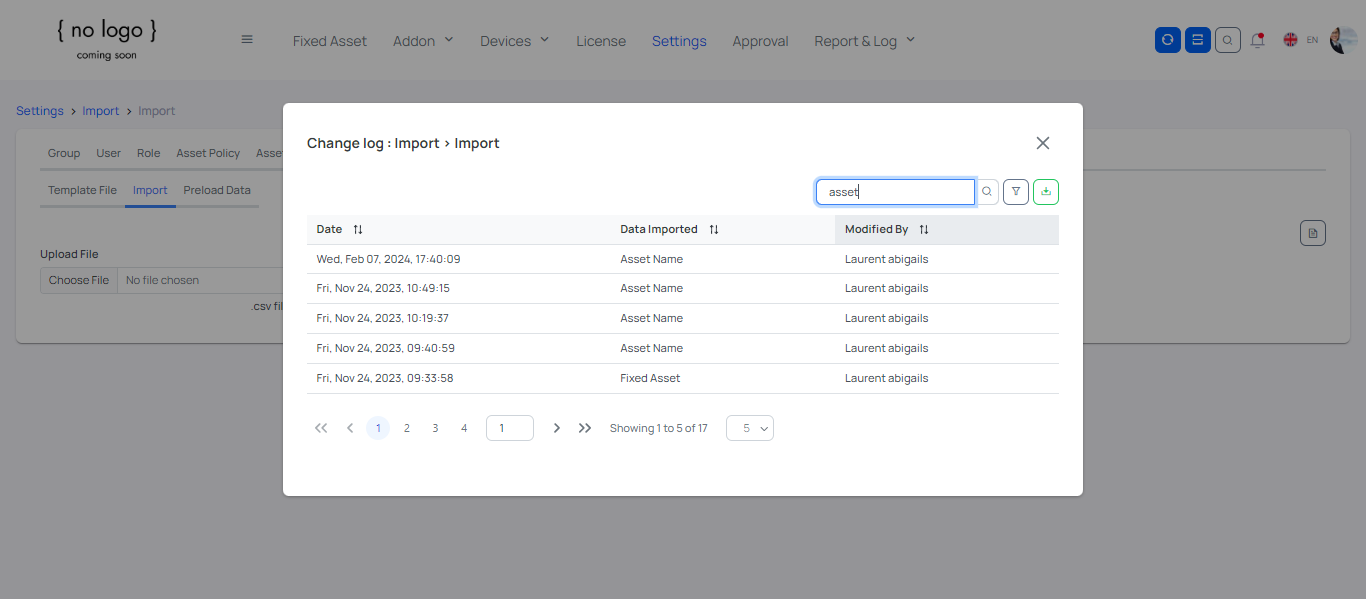 { no logo }
coming soon
Fixed Asset Addon Devices License Settings Approval Report & Log EN
Settings > Import > Import
Group User Role Asset Policy Asse
Template File Import Preload Data
Upload File
Choose File No file chosen
.csv fil
Change log : Import > Import
asset
Date Data Imported Modified By
Wed, Feb 07, 2024, 17:40:09 Asset Name Laurent abigails
Fri, Nov 24, 2023, 10:49:15 Asset Name Laurent abigails
Fri, Nov 24, 2023, 10:19:37 Asset Name Laurent abigails
Fri, Nov 24, 2023, 09:40:59 Asset Name Laurent abigails
Fri, Nov 24, 2023, 09:33:58 Fixed Asset Laurent abigails
1 2 3 4 1 Showing 1 to 5 of 17 5